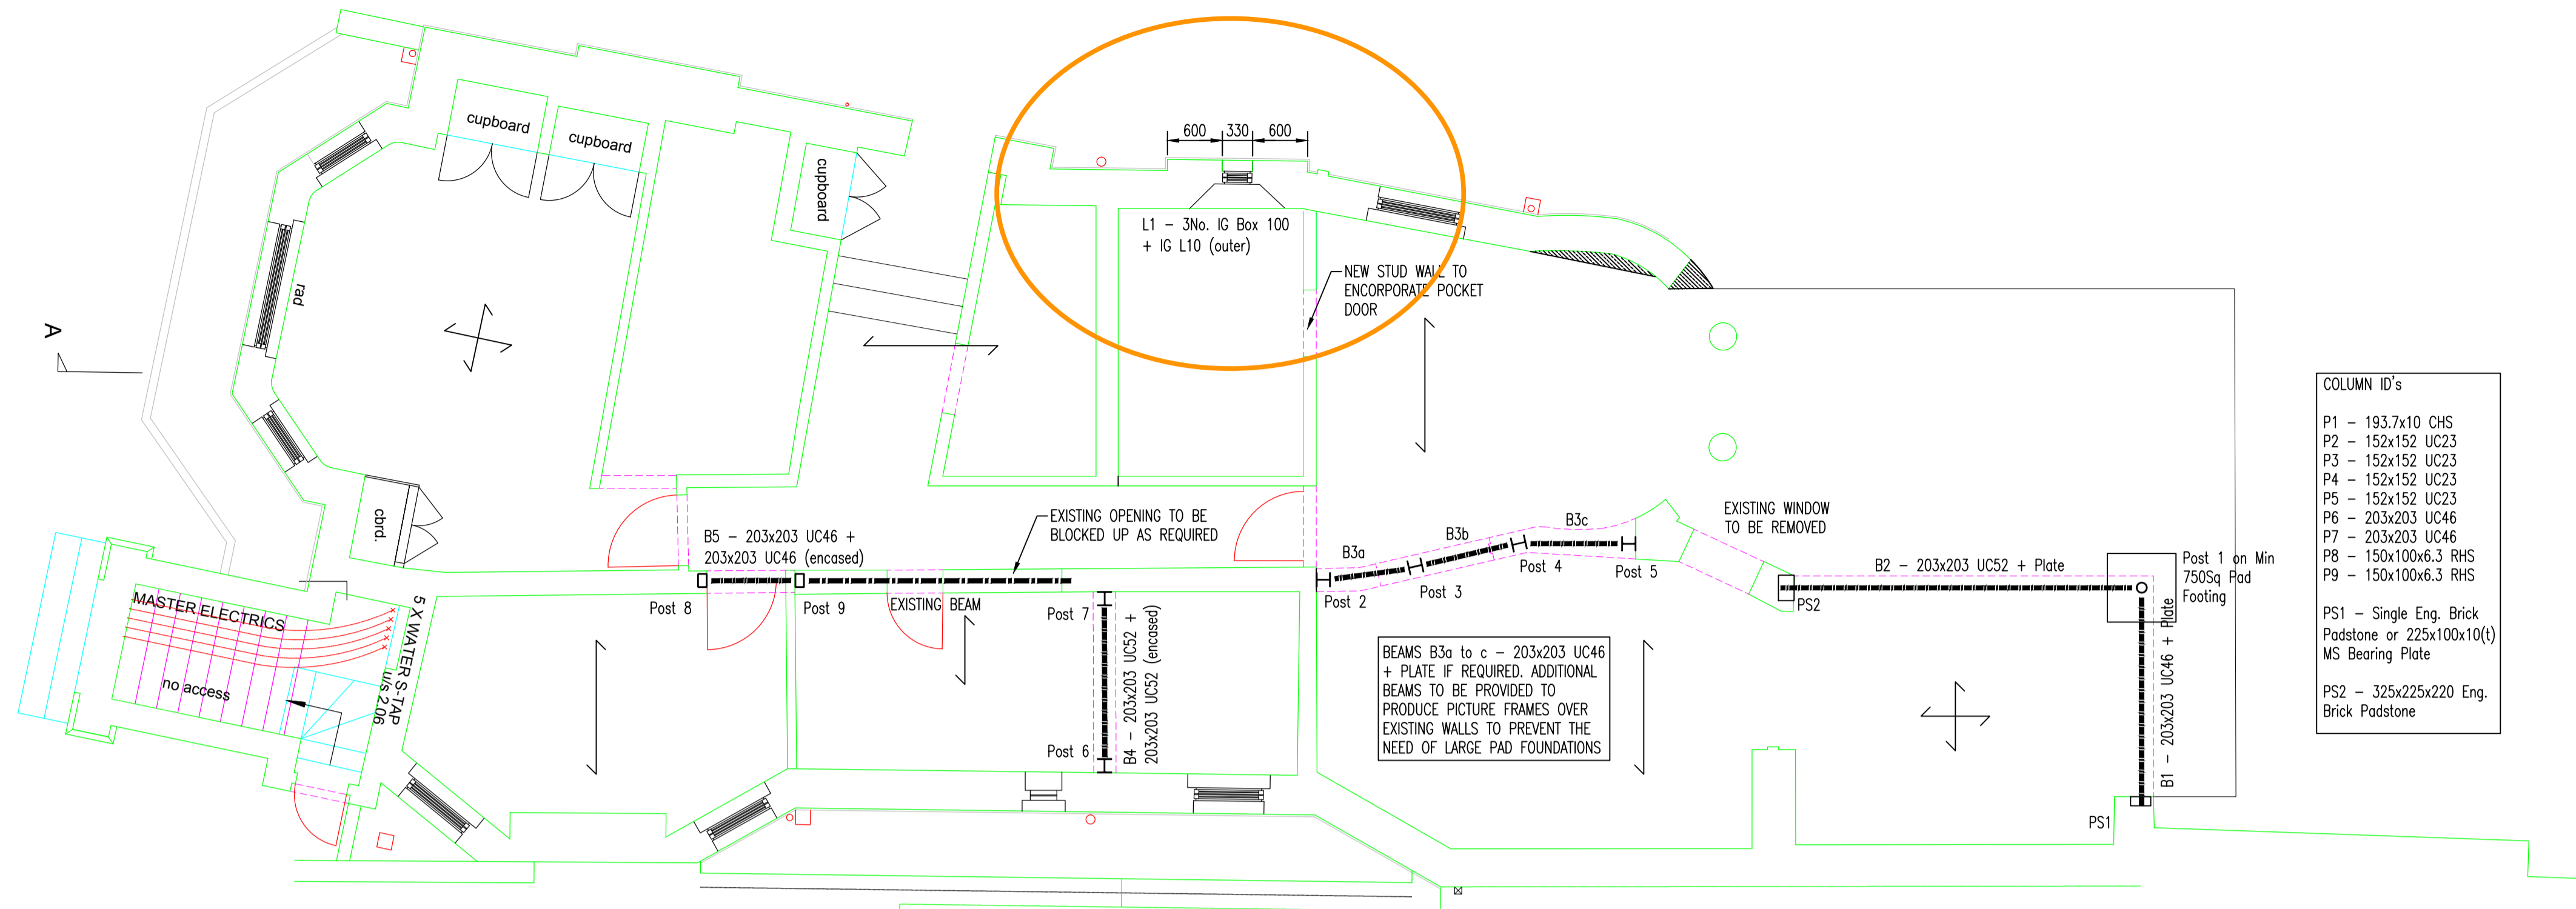 cupboard
cupboard
cupboard
600 330 600
L1 - 3No. IG Box 100
+ IG L10 (outer)
NEW STUD WALL TO
ENCORPORATE POCKET
DOOR
rad
A
cbrd.
B5 - 203x203 UC46 +
203x203 UC46 (encased)
EXISTING OPENING TO BE
BLOCKED UP AS REQUIRED
B3a
B3b
B3c
EXISTING WINDOW
TO BE REMOVED
Post 8
Post 9
EXISTING BEAM
Post 7
Post 6
B4 - 203x203 UC52 +
203x203 UC52 (encased)
Post 2
Post 3
Post 4
Post 5
PS2
B2 - 203x203 UC52 + Plate
Post 1 on Min
750Sq Pad
Footing
B1 - 203x203 UC46 + Plate
PS1
MASTER ELECTRICS
no access
5 X WATER S-TAP
u/s 2.06
BEAMS B3a to c - 203x203 UC46
+ PLATE IF REQUIRED. ADDITIONAL
BEAMS TO BE PROVIDED TO
PRODUCE PICTURE FRAMES OVER
EXISTING WALLS TO PREVENT THE
NEED OF LARGE PAD FOUNDATIONS
COLUMN ID's
P1 - 193.7x10 CHS
P2 - 152x152 UC23
P3 - 152x152 UC23
P4 - 152x152 UC23
P5 - 152x152 UC23
P6 - 203x203 UC46
P7 - 203x203 UC46
P8 - 150x100x6.3 RHS
P9 - 150x100x6.3 RHS
PS1 - Single Eng. Brick
Padstone or 225x100x10(t)
MS Bearing Plate
PS2 - 325x225x220 Eng.
Brick Padstone